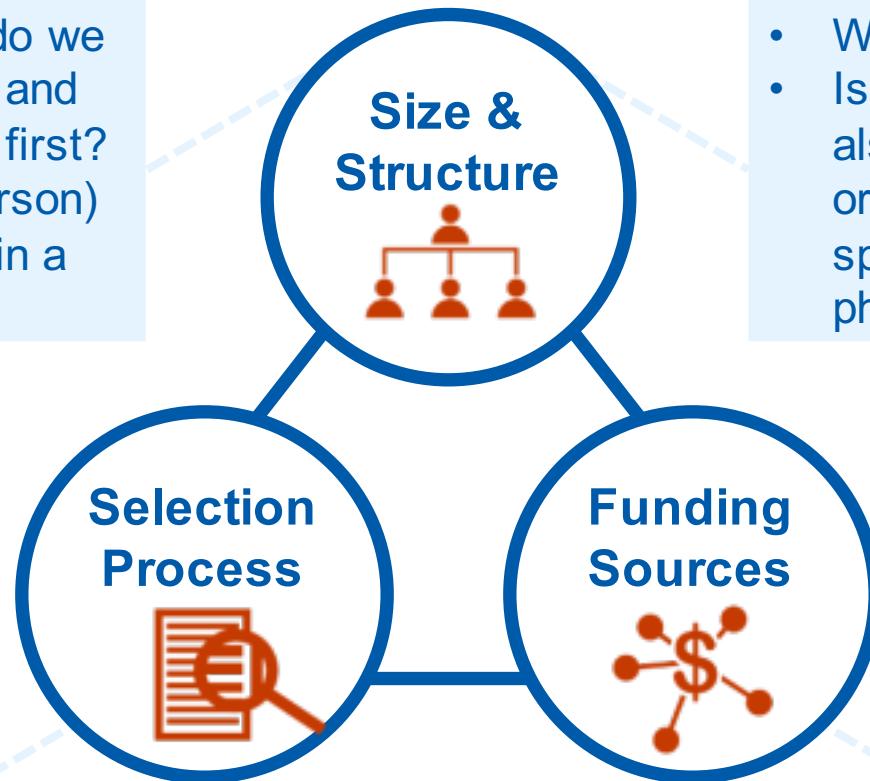 do we
and
first?
rson)
in a
Size &
Structure
• W
• Is
als
or
sp
ph
Selection
Process
Funding
Sources
$